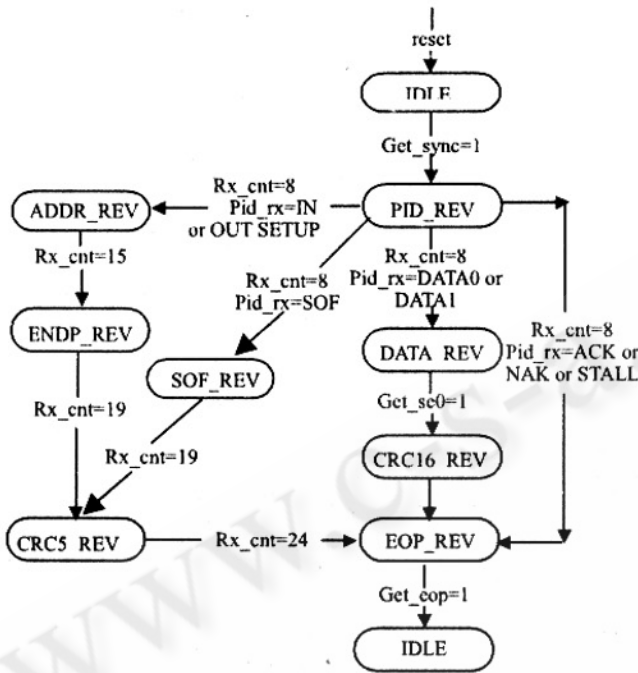 reset
IDLE
Get_sync=1
PID_REV
Rx_cnt=8
Pid_rx=IN
or OUT SETUP
ADDR_REV
Rx_cnt=15
ENDP_REV
Rx_cnt=19
Rx_cnt=8
Pid_rx=SOF
SOF_REV
Rx_cnt=19
CRC5_REV
Rx_cnt=24
Rx_cnt=8
Pid_rx=DATA0 or
DATA1
DATA_REV
Get_se0=1
CRC16_REV
Rx_cnt=8
Pid_rx=ACK or
NAK or STALL
EOP_REV
Get_eop=1
IDLE
www.c-s-a